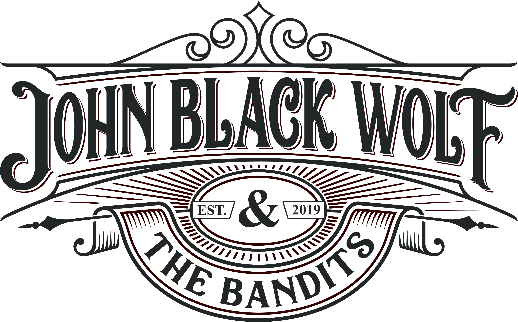 JOHN BLACK WOLF
EST. & 2019
THE BANDITS